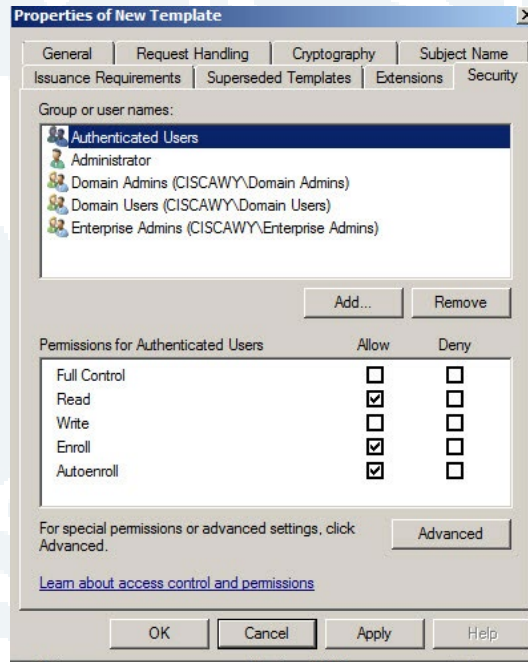 Properties of New Template
General Request Handling Cryptography Subject Name
Issuance Requirements Superseded Templates Extensions Security
Group or user names:
Authenticated Users
Administrator
Domain Admins (CISCAWY\Domain Admins)
Domain Users (CISCAWY\Domain Users)
Enterprise Admins (CISCAWY\Enterprise Admins)
Add... Remove
Permissions for Authenticated Users Allow Deny
Full Control
Read
Write
Enroll
Autoenroll
For special permissions or advanced settings, click
Advanced. Advanced
Learn about access control and permissions
OK Cancel Apply Help